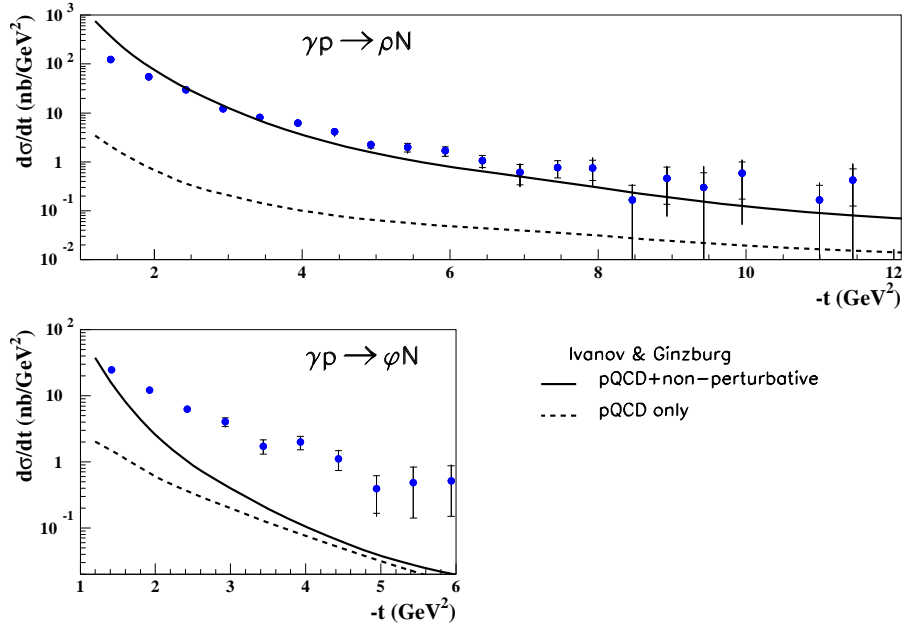 γp → ρN
dσ/dt (nb/GeV²)
10³
10²
10
1
10⁻¹
10⁻²
2 4 6 8 10 12
-t (GeV²)
γp → φN
dσ/dt (nb/GeV²)
10²
10
1
10⁻¹
1 2 3 4 5 6
-t (GeV²)
Ivanov & Ginzburg
pQCD+non-perturbative
pQCD only